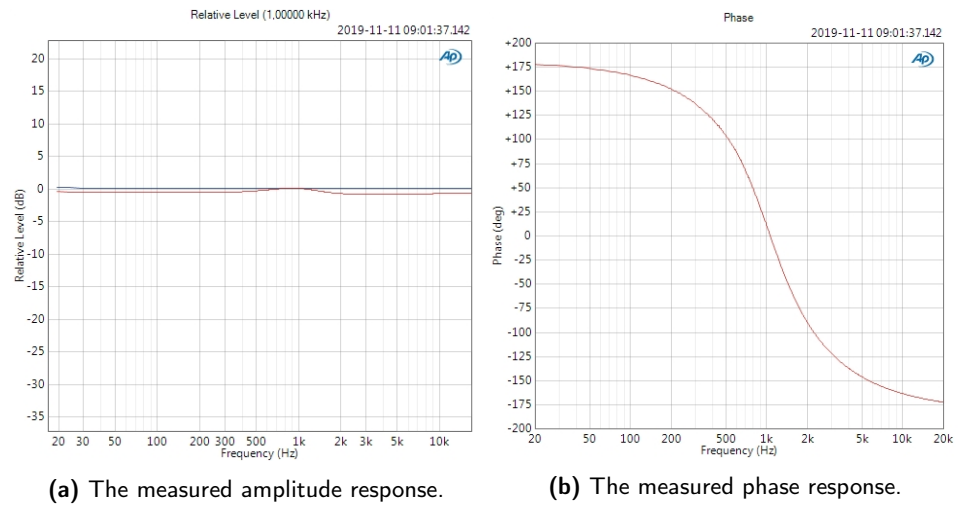 Relative Level (1,00000 kHz)
2019-11-11 09:01:37.142
AP
Relative Level (dB)
20
15
10
5
0
-5
-10
-15
-20
-25
-30
-35
20 30 50 100 200 300 500 1k 2k 3k 5k 10k
Frequency (Hz)
(a) The measured amplitude response.
Phase
2019-11-11 09:01:37.142
AP
Phase (deg)
+200
+175
+150
+125
+100
+75
+50
+25
0
-25
-50
-75
-100
-125
-150
-175
-200
20 50 100 200 500 1k 2k 5k 10k 20k
Frequency (Hz)
(b) The measured phase response.